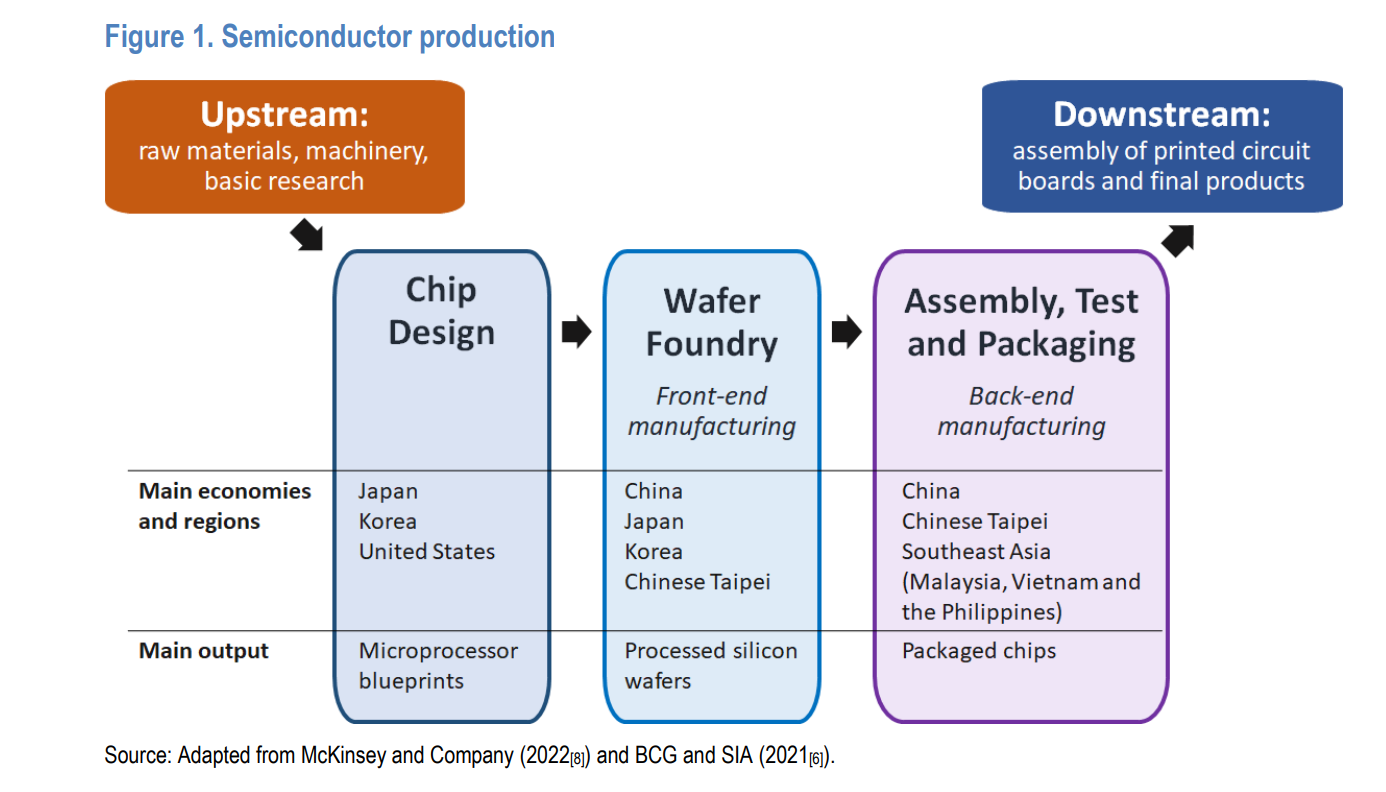 Figure 1. Semiconductor production
Upstream:
raw materials, machinery,
basic research
Downstream:
assembly of printed circuit
boards and final products
Chip
Design
Wafer
Foundry
Front-end
manufacturing
Assembly, Test
and Packaging
Back-end
manufacturing
Main economies
and regions
Japan
Korea
United States
China
Japan
Korea
Chinese Taipei
China
Chinese Taipei
Southeast Asia
(Malaysia, Vietnam and
the Philippines)
Main output
Microprocessor
blueprints
Processed silicon
wafers
Packaged chips
Source: Adapted from McKinsey and Company (2022[8]) and BCG and SIA (2021[6]).